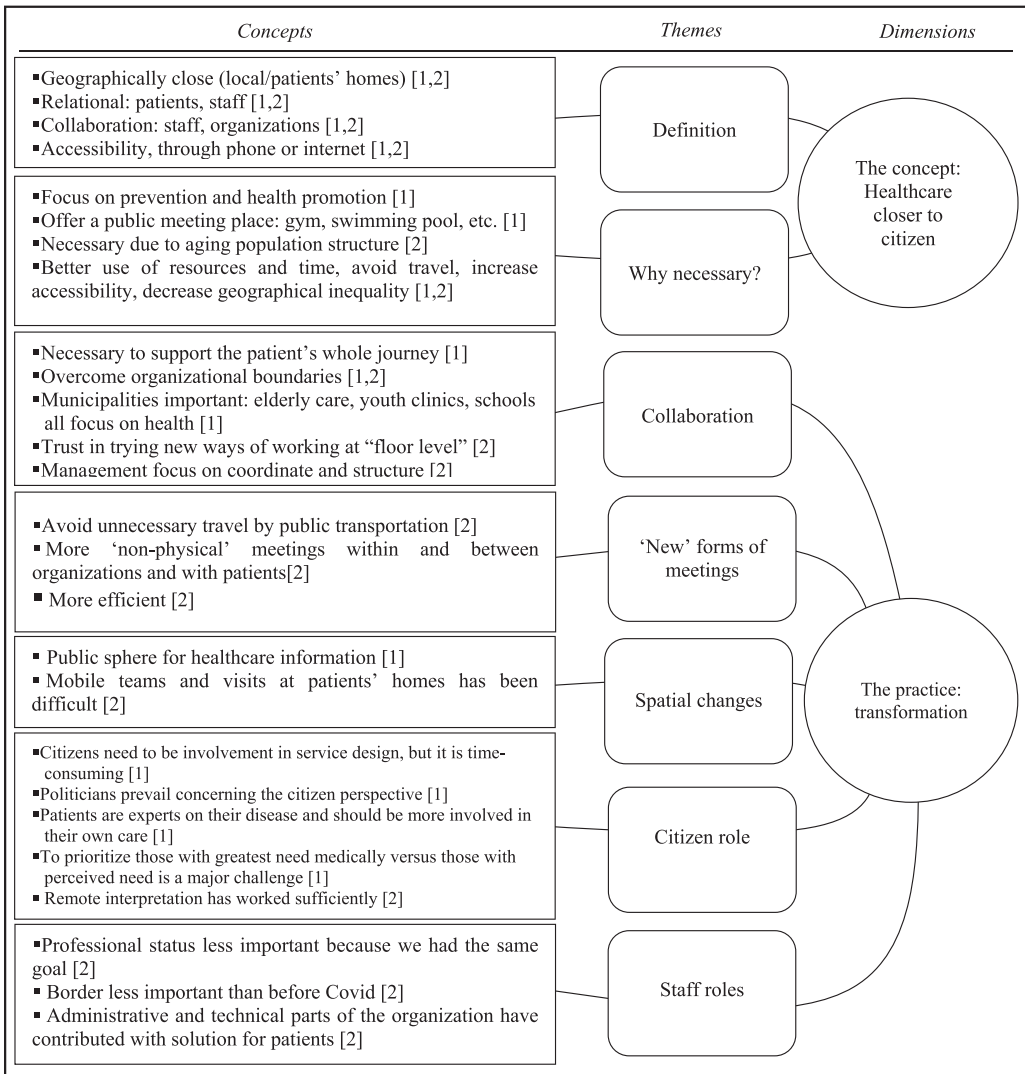 Concepts
Themes
Dimensions
▪Geographically close (local/patients’ homes) [1,2]
▪Relational: patients, staff [1,2]
▪Collaboration: staff, organizations [1,2]
▪Accessibility, through phone or internet [1,2]
Definition
The concept:
Healthcare
closer to
citizen
▪Focus on prevention and health promotion [1]
▪Offer a public meeting place: gym, swimming pool, etc. [1]
▪Necessary due to aging population structure [2]
▪Better use of resources and time, avoid travel, increase
accessibility, decrease geographical inequality [1,2]
Why necessary?
▪Necessary to support the patient’s whole journey [1]
▪Overcome organizational boundaries [1,2]
▪Municipalities important: elderly care, youth clinics, schools
all focus on health [1]
▪Trust in trying new ways of working at “floor level” [2]
▪Management focus on coordinate and structure [2]
Collaboration
▪Avoid unnecessary travel by public transportation [2]
▪More ‘non-physical’ meetings within and between
organizations and with patients[2]
▪ More efficient [2]
‘New’ forms of
meetings
▪ Public sphere for healthcare information [1]
▪ Mobile teams and visits at patients’ homes has been
difficult [2]
Spatial changes
The practice:
transformation
▪Citizens need to be involvement in service design, but it is time-
consuming [1]
▪Politicians prevail concerning the citizen perspective [1]
▪Patients are experts on their disease and should be more involved in
their own care [1]
▪To prioritize those with greatest need medically versus those with
perceived need is a major challenge [1]
▪ Remote interpretation has worked sufficiently [2]
Citizen role
▪Professional status less important because we had the same
goal [2]
▪ Border less important than before Covid [2]
▪ Administrative and technical parts of the organization have
contributed with solution for patients [2]
Staff roles